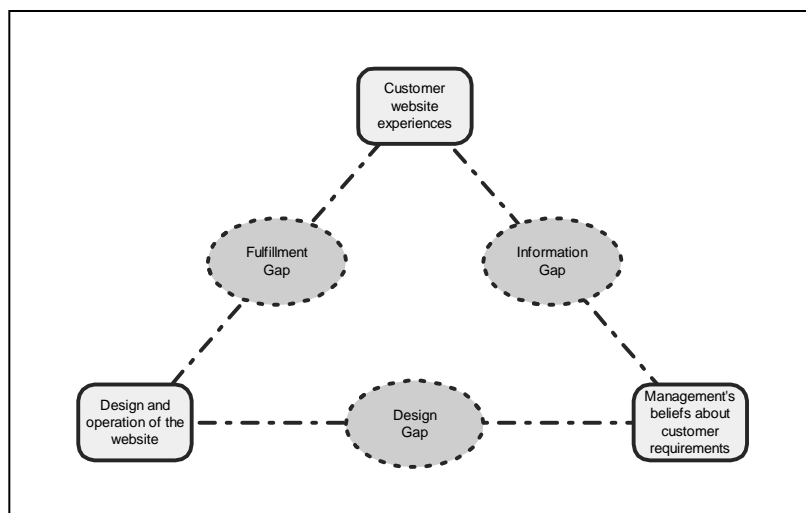 Customer
website
experiences
Fulfillment
Gap
Information
Gap
Design and
operation of the
website
Design
Gap
Management's
beliefs about
customer
requirements